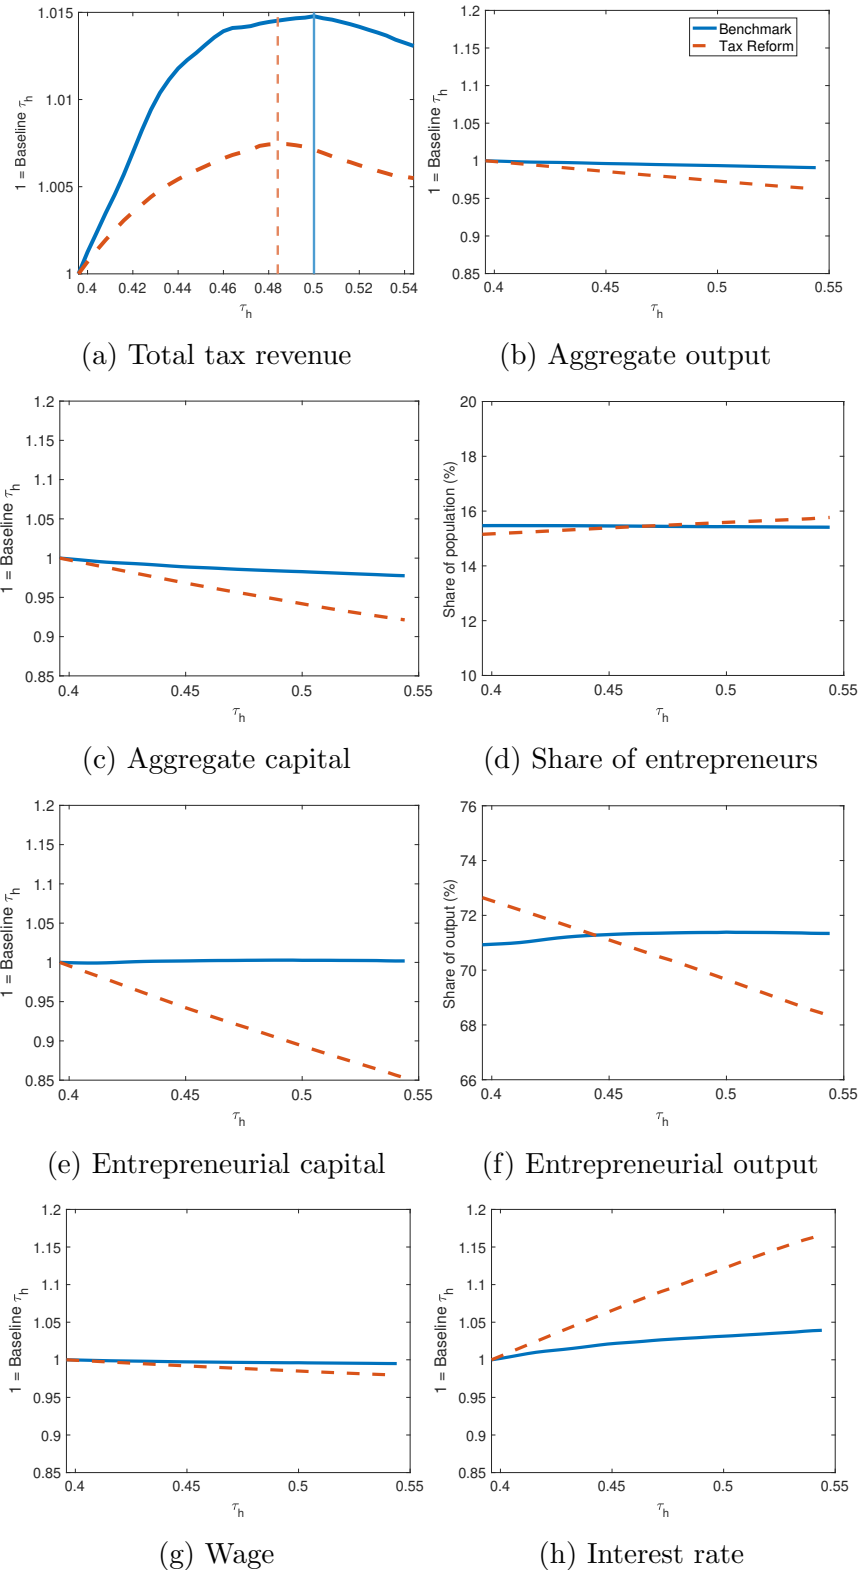 1.015
1.01
1.005
1
1 = Baseline τh
0.4 0.42 0.44 0.46 0.48 0.5 0.52 0.54
τh
(a) Total tax revenue
1.2
1.15
1.1
1.05
1
0.95
0.9
0.85
1 = Baseline τh
Benchmark
Tax Reform
0.4 0.45 0.5 0.55
τh
(b) Aggregate output
1.2
1.15
1.1
1.05
1
0.95
0.9
0.85
1 = Baseline τh
0.4 0.45 0.5 0.55
τh
(c) Aggregate capital
20
18
16
14
12
10
Share of population (%)
0.4 0.45 0.5 0.55
τh
(d) Share of entrepreneurs
1.2
1.15
1.1
1.05
1
0.95
0.9
0.85
1 = Baseline τh
0.4 0.45 0.5 0.55
τh
(e) Entrepreneurial capital
76
74
72
70
68
66
Share of output (%)
0.4 0.45 0.5 0.55
τh
(f) Entrepreneurial output
1.2
1.15
1.1
1.05
1
0.95
0.9
0.85
1 = Baseline τh
0.4 0.45 0.5 0.55
τh
(g) Wage
1.2
1.15
1.1
1.05
1
0.95
0.9
0.85
1 = Baseline τh
0.4 0.45 0.5 0.55
τh
(h) Interest rate